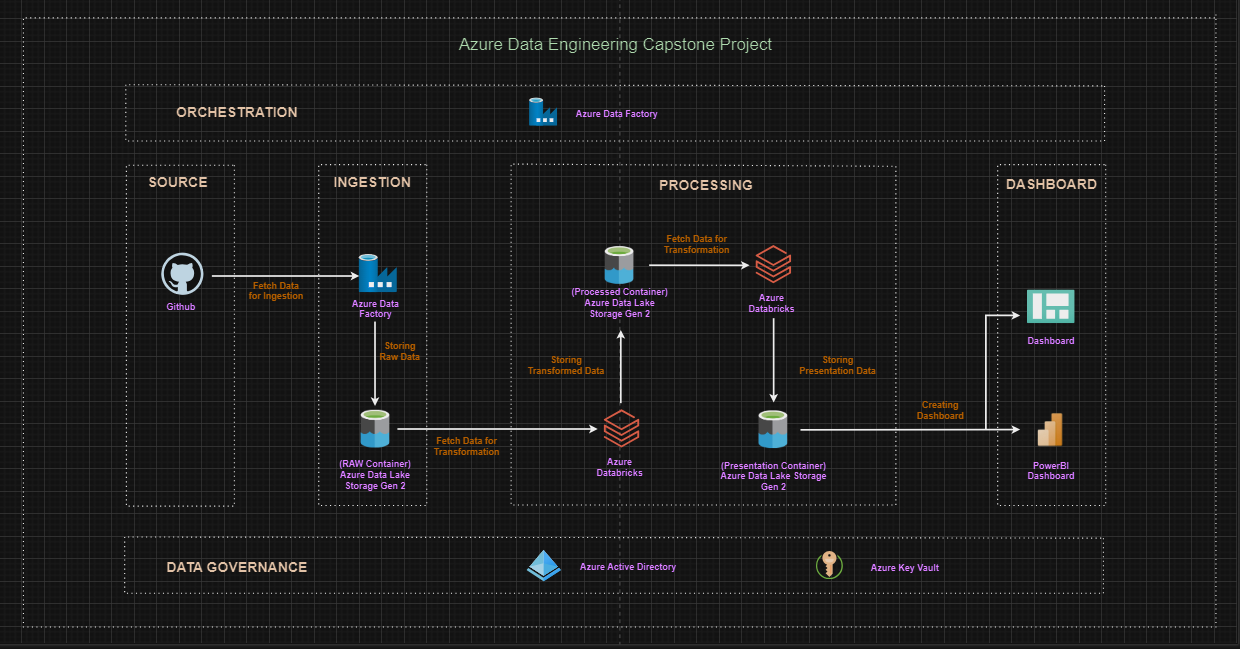 Azure Data Engineering Capstone Project
ORCHESTRATION
Azure Data Factory
SOURCE
Github
Fetch Data
for Ingestion
INGESTION
Azure Data
Factory
Storing
Raw Data
(RAW Container)
Azure Data Lake
Storage Gen 2
Fetch Data for
Transformation
PROCESSING
(Processed Container)
Azure Data Lake
Storage Gen 2
Fetch Data for
Transformation
Azure
Databricks
Storing
Transformed Data
Storing
Presentation Data
Azure
Databricks
(Presentation Container)
Azure Data Lake Storage
Gen 2
Creating
Dashboard
DASHBOARD
Dashboard
PowerBI
Dashboard
DATA GOVERNANCE
Azure Active Directory
Azure Key Vault